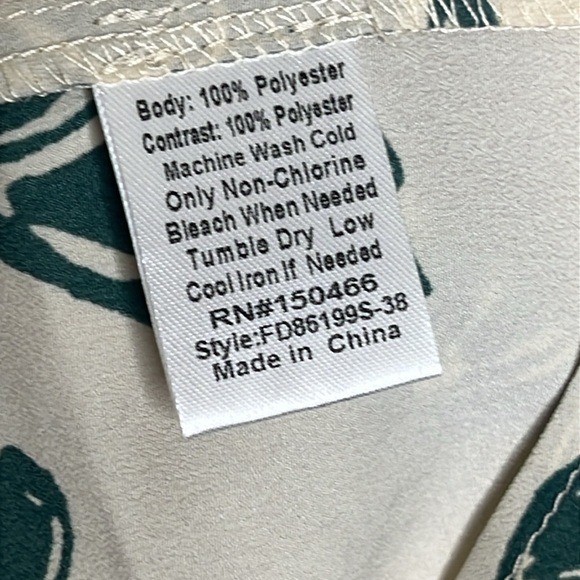 Body: 100% Polyester
Contrast: 100% Polyester
Machine Wash Cold
Only Non-Chlorine
Bleach When Needed
Tumble Dry Low
Cool Iron If Needed
RN#150466
Style:FD86199S-38
Made in China